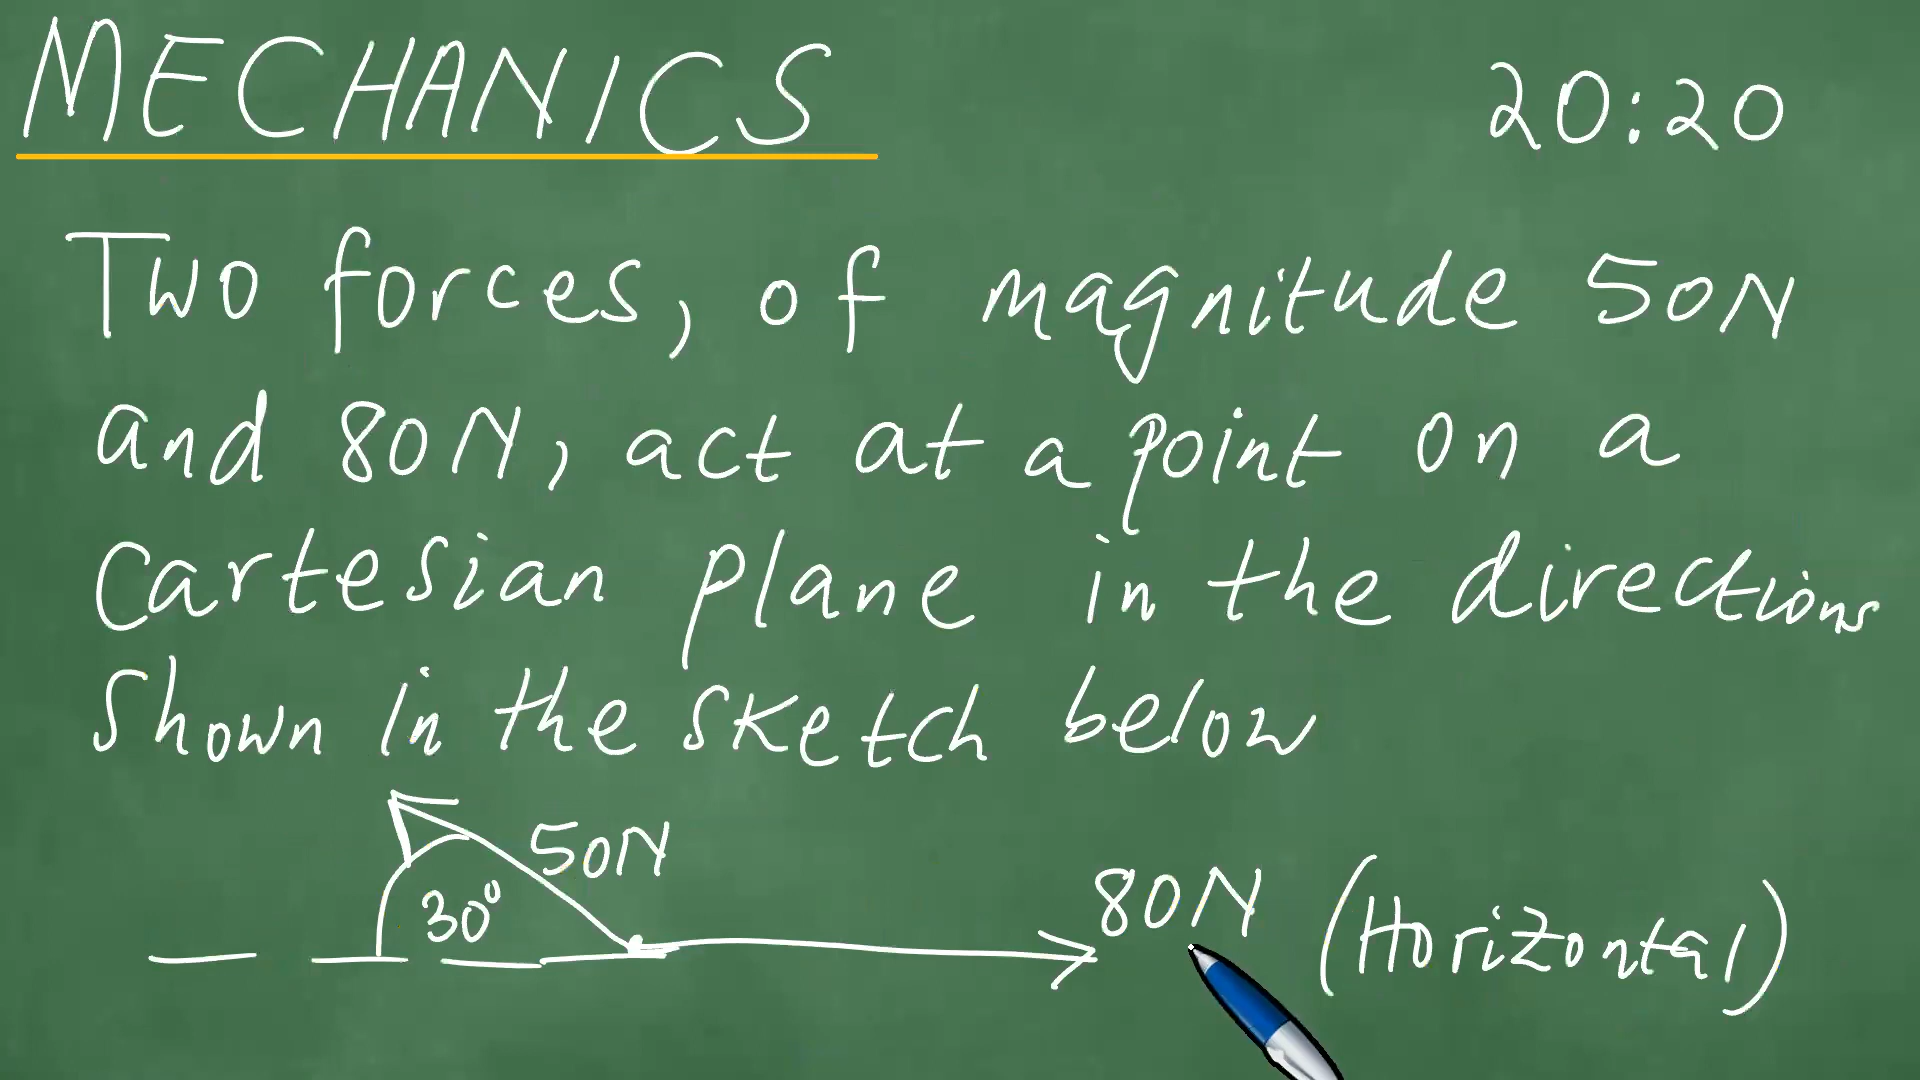 MECHANICS 20:20
Two forces, of magnitude 50N
and 80N, act at a point on a
Cartesian plane in the directions
Shown in the sketch below
50N
30°
80N (Horizontal)